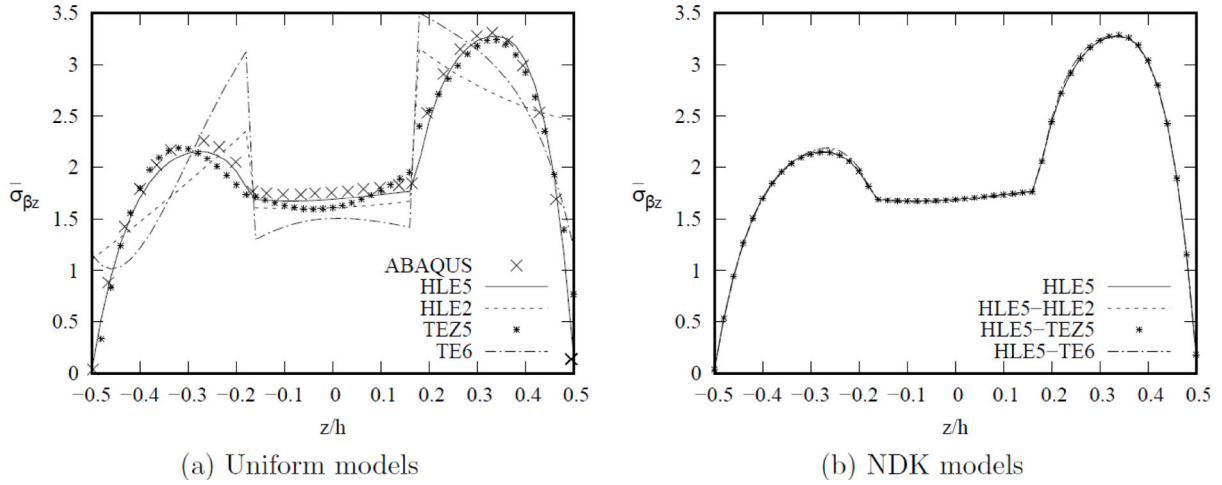 3.5
3
2.5
2
1.5
1
0.5
0
σ̅βz
ABAQUS
HLE5
HLE2
TEZ5
TE6
−0.5 −0.4 −0.3 −0.2 −0.1 0 0.1 0.2 0.3 0.4 0.5
z/h
(a) Uniform models
3.5
3
2.5
2
1.5
1
0.5
0
σ̅βz
HLE5
HLE5−HLE2
HLE5−TEZ5
HLE5−TE6
−0.5 −0.4 −0.3 −0.2 −0.1 0 0.1 0.2 0.3 0.4 0.5
z/h
(b) NDK models